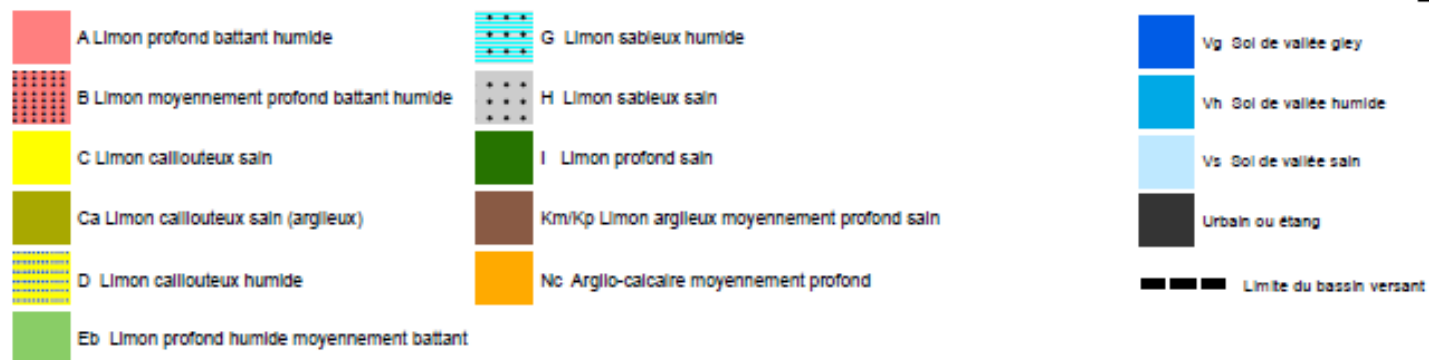 A Limon profond battant humide
B Limon moyennement profond battant humide
C Limon caillouteux sain
Ca Limon caillouteux sain (argileux)
D Limon caillouteux humide
Eb Limon profond humide moyennement battant
G Limon sableux humide
H Limon sableux sain
I Limon profond sain
Km/Kp Limon argileux moyennement profond sain
Nc Argilo-calcaire moyennement profond
Vg Sol de vallée gley
Vh Sol de vallée humide
Vs Sol de vallée sain
Urbain ou étang
Limite du bassin versant